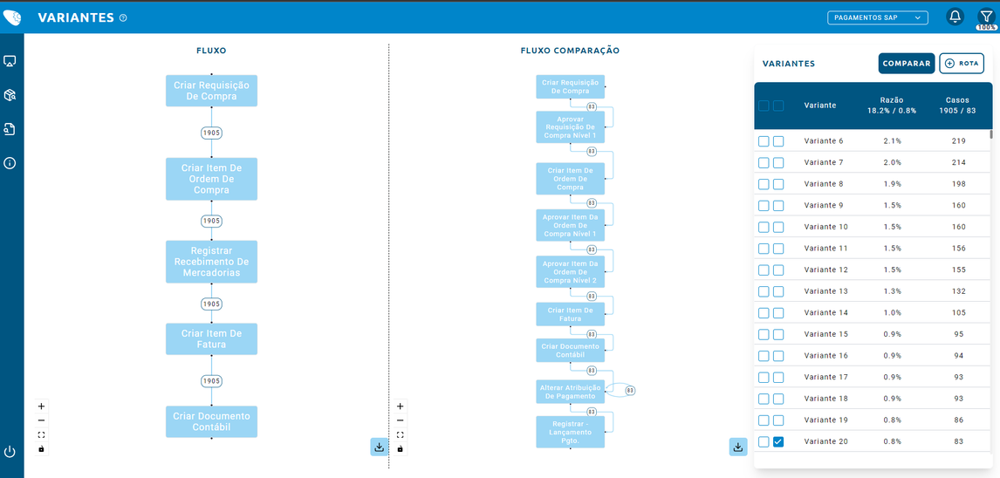 VARIANTES
PAGAMENTOS SAP
100%
FLUXO
Criar Requisição
De Compra
1905
Criar Item De
Ordem De
Compra
1905
Registrar
Recebimento De
Mercadorias
1905
Criar Item De
Fatura
1905
Criar Documento
Contábil
FLUXO COMPARAÇÃO
Criar Requisição
De Compra
83
Aprovar
Requisição De
Compra Nível 1
83
Criar Item De
Ordem De
Compra
83
Aprovar Item Da
Ordem De
Compra Nível 1
83
Aprovar Item Da
Ordem De
Compra Nível 2
83
Criar Item De
Fatura
83
Criar Documento
Contábil
83
Alterar Atribuição
De Pagamento
83
83
Registrar -
Lançamento
Pgto.
VARIANTES
COMPARAR
ROTA
Variante Razão Casos
18.2% / 0.8% 1905 / 83
Variante 6 2.1% 219
Variante 7 2.0% 214
Variante 8 1.9% 198
Variante 9 1.5% 160
Variante 10 1.5% 160
Variante 11 1.5% 156
Variante 12 1.5% 155
Variante 13 1.3% 132
Variante 14 1.0% 105
Variante 15 0.9% 95
Variante 16 0.9% 94
Variante 17 0.9% 93
Variante 18 0.9% 93
Variante 19 0.8% 86
Variante 20 0.8% 83